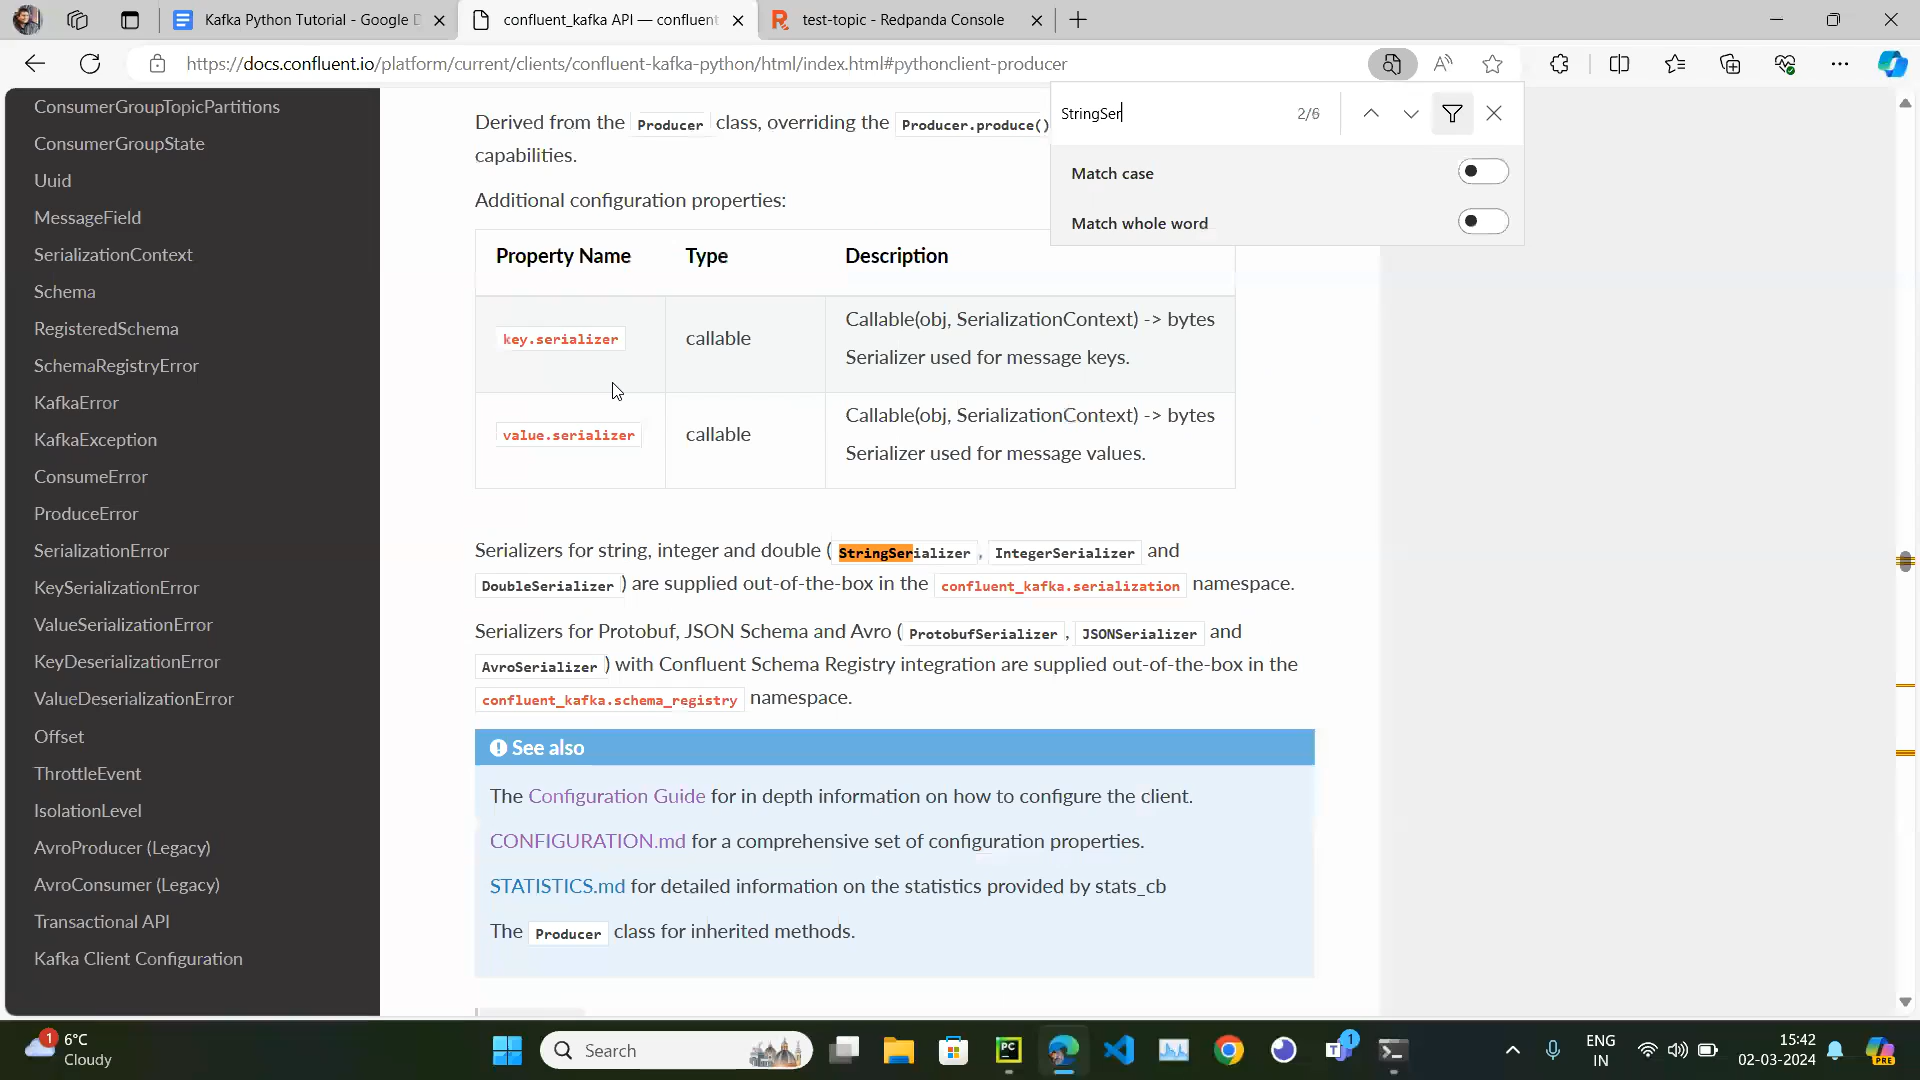 Kafka Python Tutorial - Google D
confluent_kafka API — confluent
test-topic - Redpanda Console
https://docs.confluent.io/platform/current/clients/confluent-kafka-python/html/index.html#pythonclient-producer
StringSer
2/6
Match case
Match whole word
ConsumerGroupTopicPartitions
ConsumerGroupState
Uuid
MessageField
SerializationContext
Schema
RegisteredSchema
SchemaRegistryError
KafkaError
KafkaException
ConsumeError
ProduceError
SerializationError
KeySerializationError
ValueSerializationError
KeyDeserializationError
ValueDeserializationError
Offset
ThrottleEvent
IsolationLevel
AvroProducer (Legacy)
AvroConsumer (Legacy)
Transactional API
Kafka Client Configuration
Derived from the Producer class, overriding the Producer.produce()
capabilities.
Additional configuration properties:
Property Name Type Description
key.serializer callable Callable(obj, SerializationContext) -> bytes
Serializer used for message keys.
value.serializer callable Callable(obj, SerializationContext) -> bytes
Serializer used for message values.
Serializers for string, integer and double ( StringSerializer , IntegerSerializer and
DoubleSerializer ) are supplied out-of-the-box in the confluent_kafka.serialization namespace.
Serializers for Protobuf, JSON Schema and Avro ( ProtobufSerializer , JSONSerializer and
AvroSerializer ) with Confluent Schema Registry integration are supplied out-of-the-box in the
confluent_kafka.schema_registry namespace.
See also
The Configuration Guide for in depth information on how to configure the client.
CONFIGURATION.md for a comprehensive set of configuration properties.
STATISTICS.md for detailed information on the statistics provided by stats_cb
The Producer class for inherited methods.
1
6°C
Cloudy
Search
PC
1
ENG
IN
15:42
02-03-2024
PRE